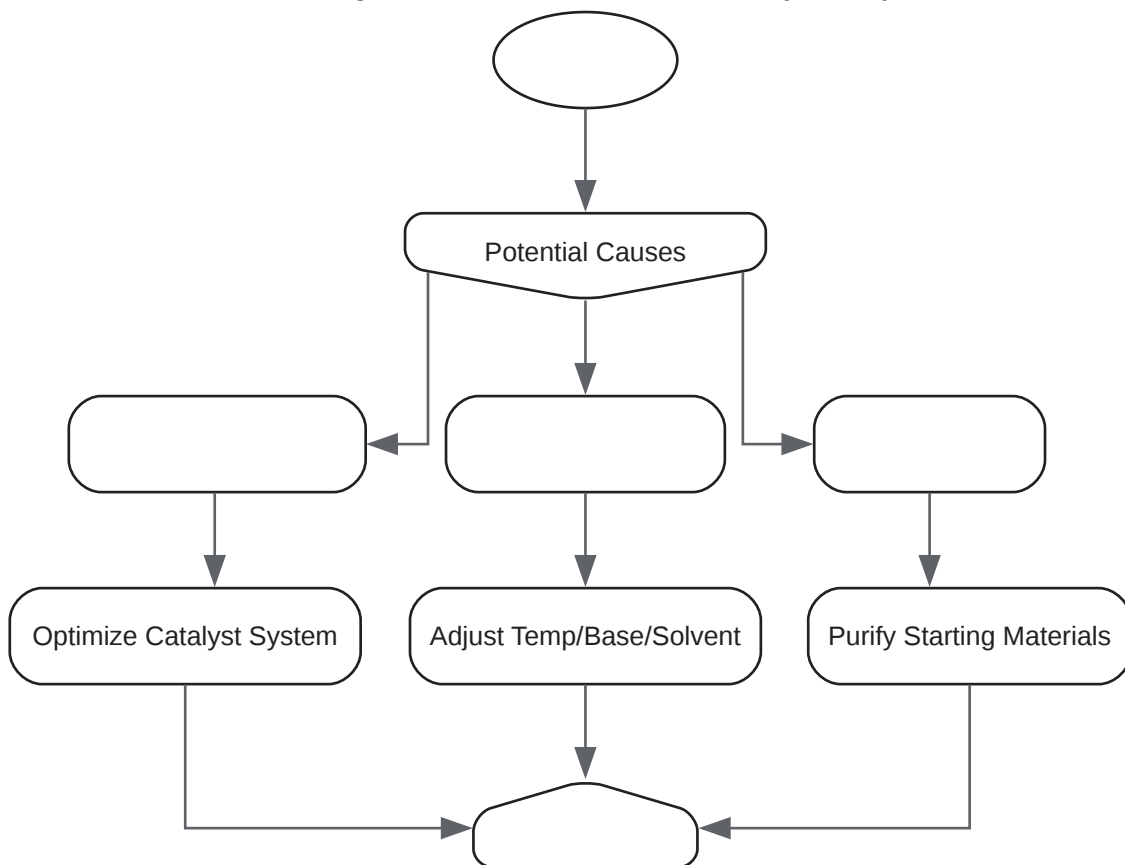 Potential Causes
Optimize Catalyst System
Adjust Temp/Base/Solvent
Purify Starting Materials